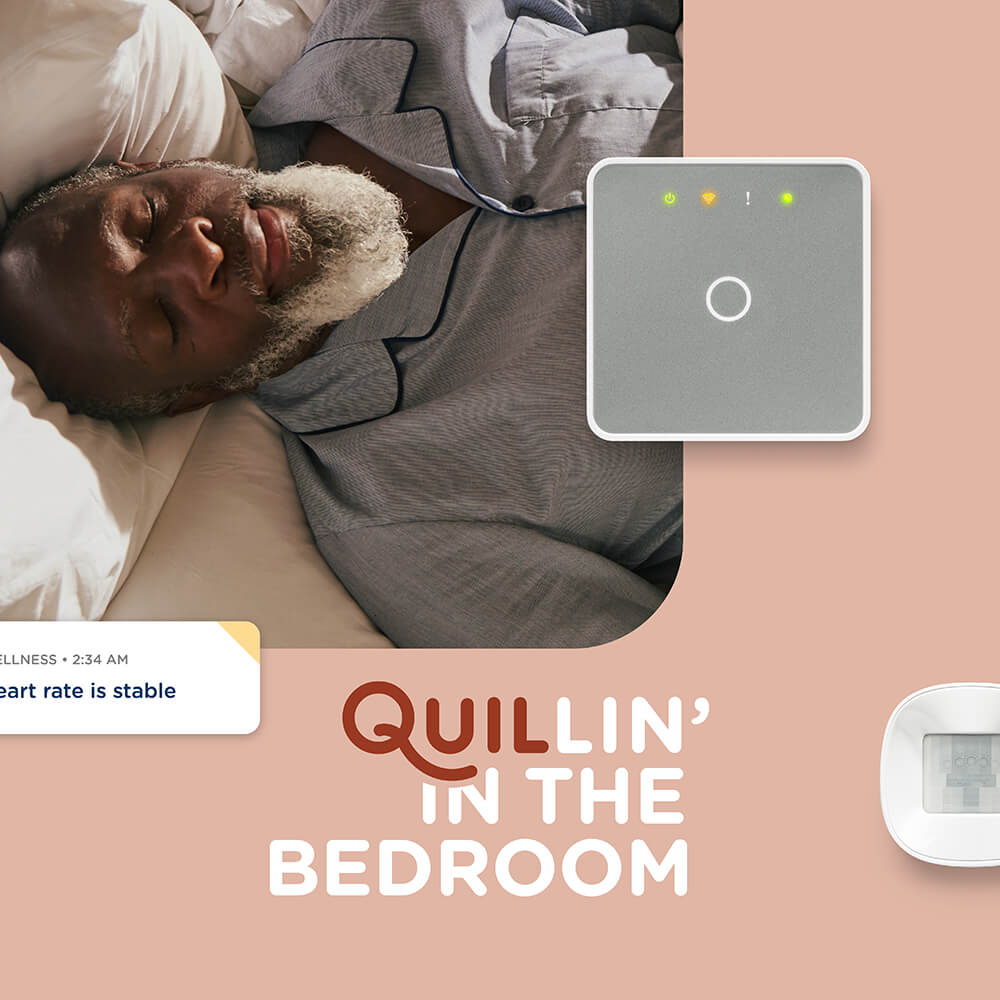 ELLNESS • 2:34 AM
eart rate is stable
QUILLIN’
IN THE
BEDROOM